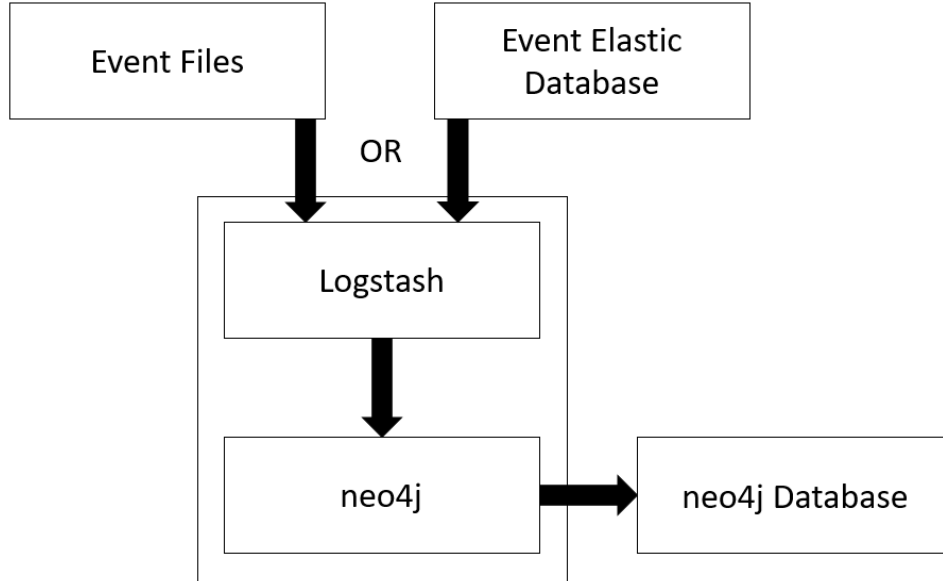 Event Files
Event Elastic
Database
OR
Logstash
neo4j
neo4j Database